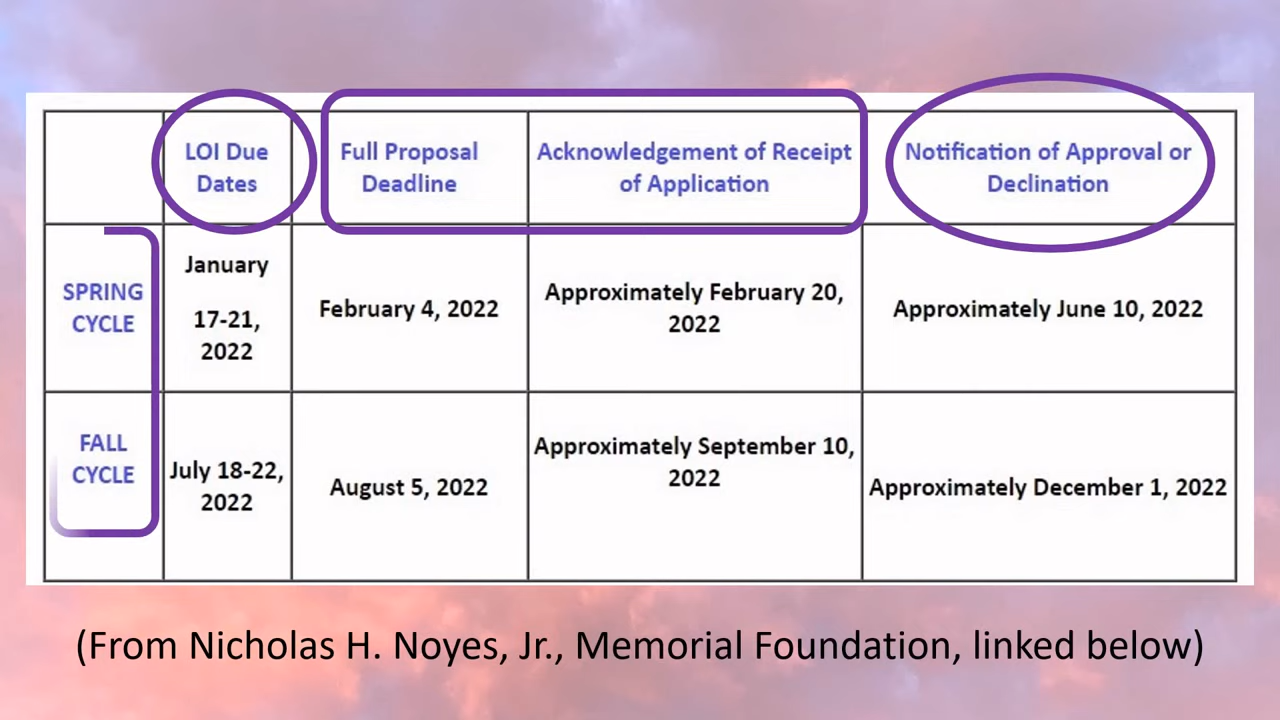 LOI Due
Dates
Full Proposal
Deadline
Acknowledgement of Receipt
of Application
Notification of Approval or
Declination
SPRING
CYCLE
January
17-21,
2022
February 4, 2022
Approximately February 20,
2022
Approximately June 10, 2022
FALL
CYCLE
July 18-22,
2022
August 5, 2022
Approximately September 10,
2022
Approximately December 1, 2022
(From Nicholas H. Noyes, Jr., Memorial Foundation, linked below)